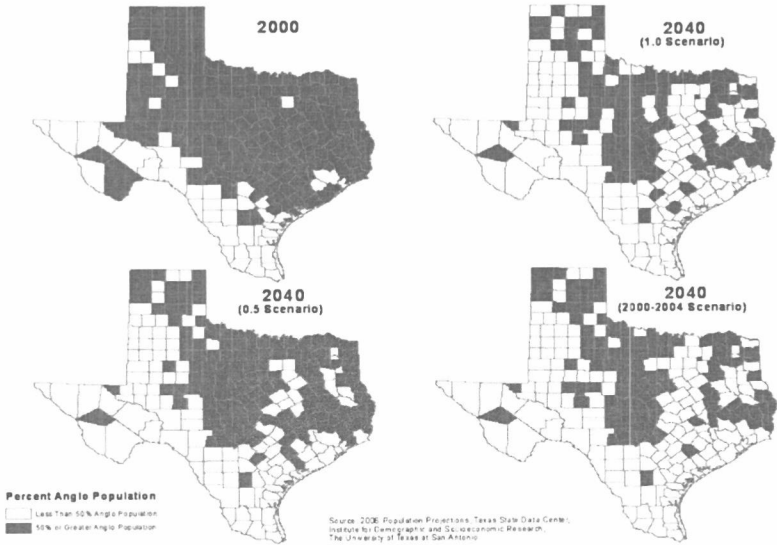 2000
2040
(1.0 Scenario)
2040
(0.5 Scenario)
2040
(2000-2004 Scenario)
Percent Anglo Population
Less Than 50% Anglo Population
50% or Greater Anglo Population
Source: 2006 Population Projections, Texas State Data Center,
Institute for Demographic and Socioeconomic Research,
The University of Texas at San Antonio